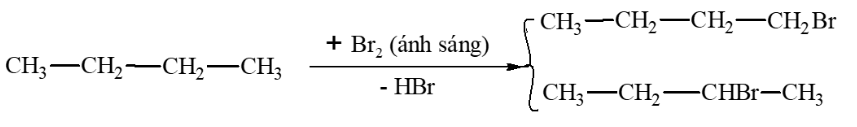 CH₃—CH₂—CH₂—CH₂Br
CH₃—CH₂—CH₂—CH₃ + Br₂ (ánh sáng)
- HBr
CH₃—CH₂—CHBr—CH₃